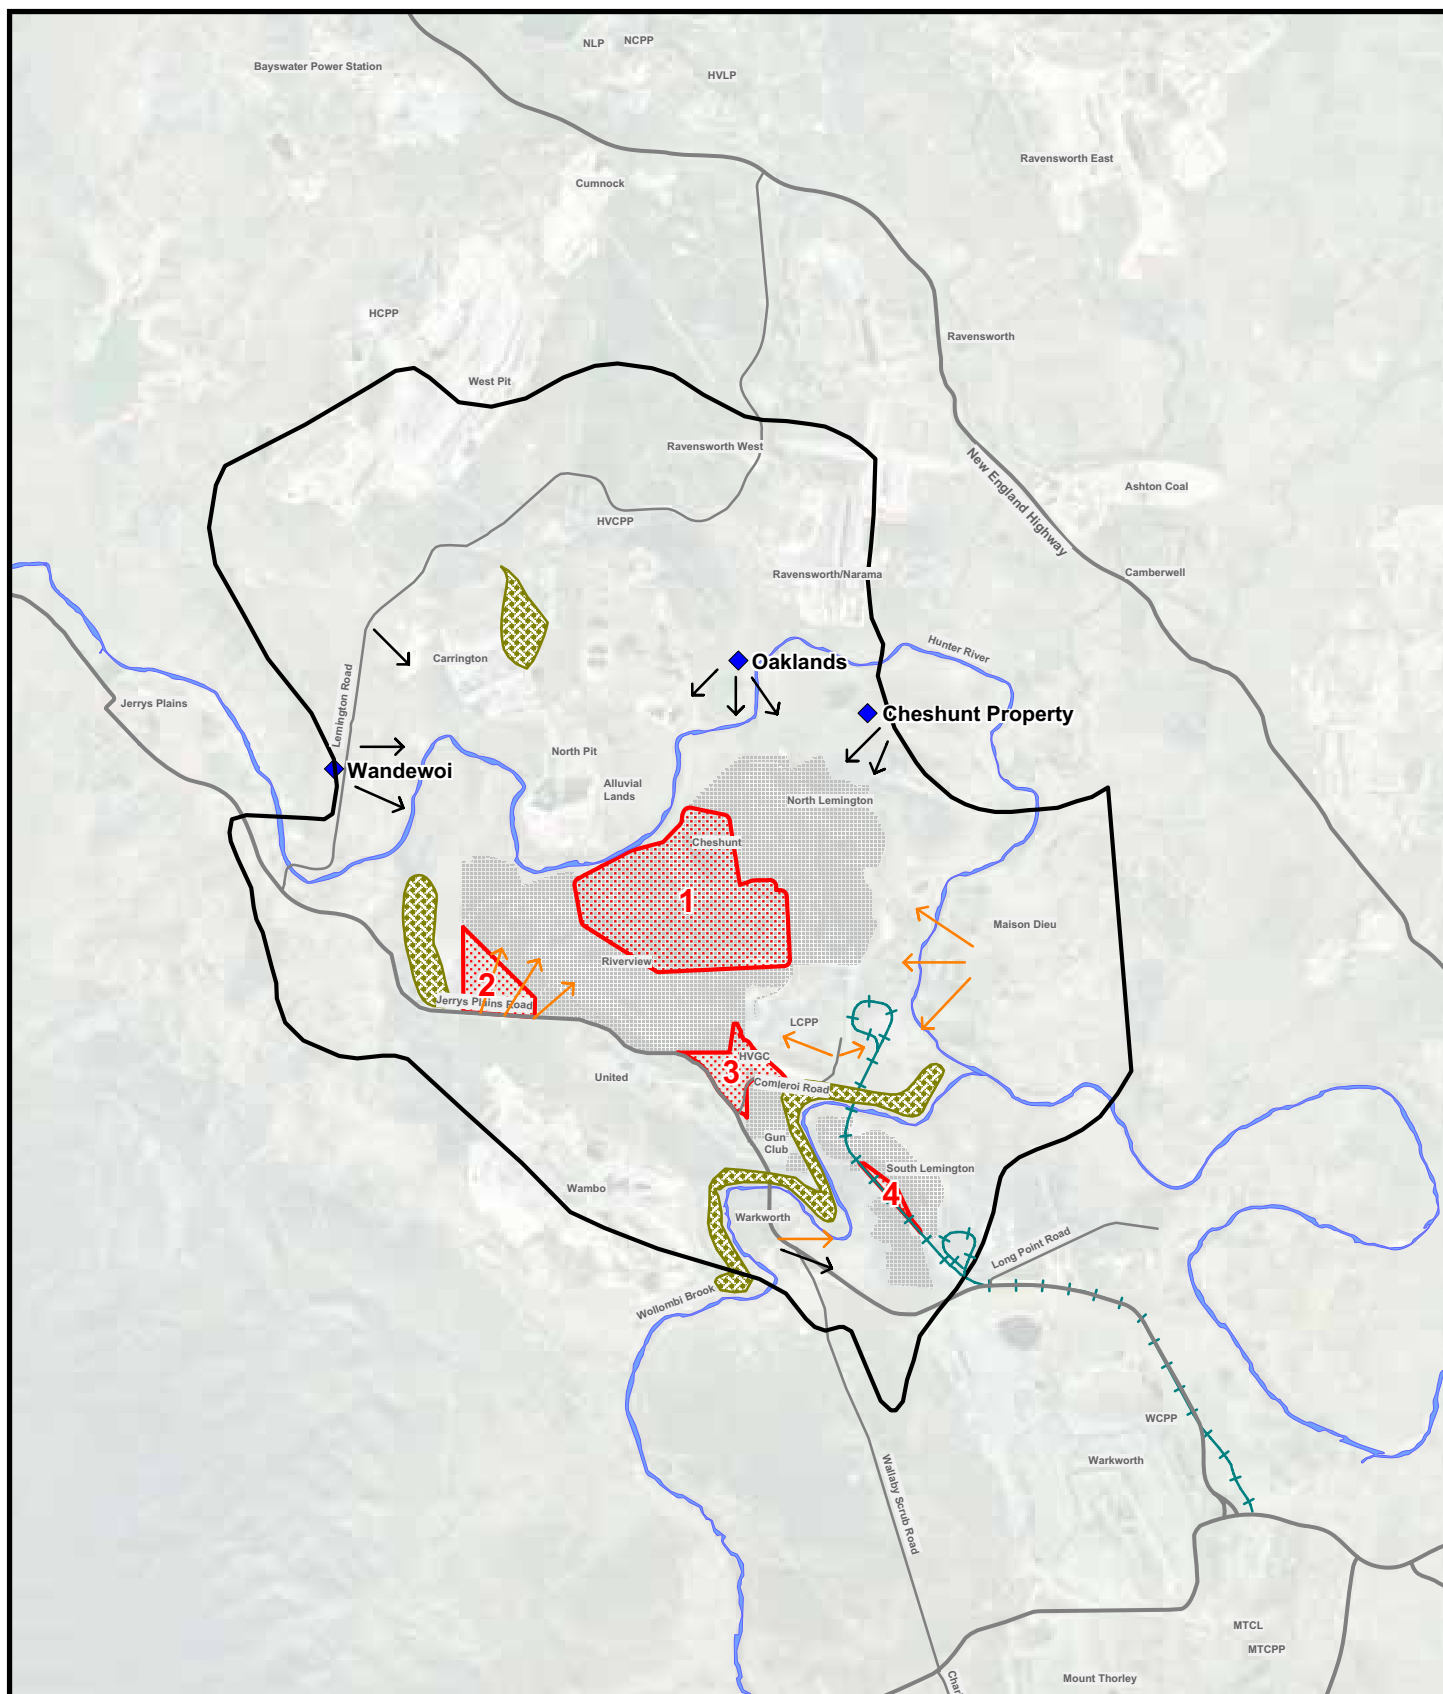 NLP
NCPP
Bayswater Power Station
HVLP
Ravensworth East
Cumnock
HCPP
Ravensworth
West Pit
Ravensworth West
New England Highway
Ashton Coal
HVCPP
Ravensworth/Narama
Camberwell
Hunter River
Carrington
Oaklands
Lemington Road
Jerrys Plains
Cheshunt Property
North Pit
Wandewoi
Alluvial
Lands
North Lemington
Cheshunt
1
Maison Dieu
Riverview
2
Jerrys Plains Road
LCPP
HVGC
3
United
Comleroi Road
Gun
Club
South Lemington
Wambo
4
Warkworth
Long Point Road
Wollombi Brook
WCPP
Warkworth
Wallaby Scrub Road
MTCL
MTCPP
Mount Thorley